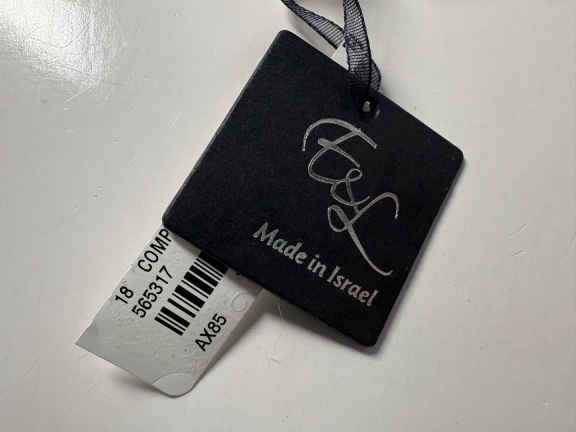 E&L
Made in Israel
18 COMP
565317
AX85